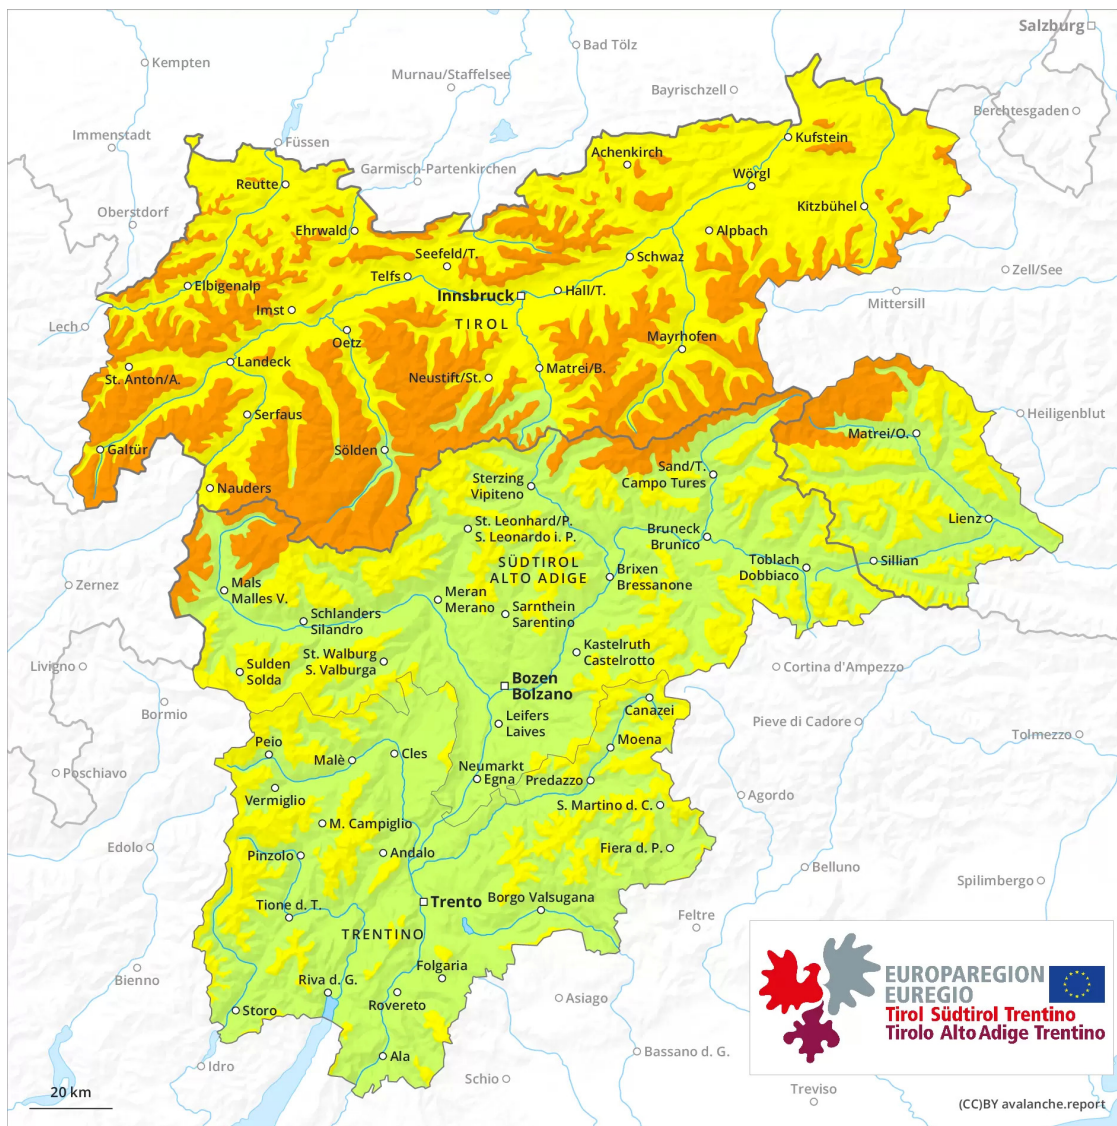 Salzburg
Bad Tölz
Kempten
Murnau/Staffelsee
Bayrischzell
Berchtesgaden
Immenstadt
Füssen
Kufstein
Achenkirch
Garmisch-Partenkirchen
Reutte
Wörgl
Oberstdorf
Kitzbühel
Ehrwald
Alpbach
Seefeld/T.
Schwaz
Telfs
Zell/See
Elbigenalp
Hall/T.
Innsbruck
Mittersill
Imst
TIROL
Lech
Oetz
Mayrhofen
Landeck
Matrei/B.
St. Anton/A.
Neustift/St.
Serfaus
Heiligenblut
Matrei/O.
Galtür
Sölden
Sand/T.
Campo Tures
Sterzing
Vipiteno
Nauders
Lienz
St. Leonhard/P.
S. Leonardo i. P.
Bruneck
Brunico
SÜDTIROL
ALTO ADIGE
Toblach
Dobbiaco
Sillian
Brixen
Bressanone
Zernez
Mals
Malles V.
Meran
Merano
Sarnthein
Sarentino
Schlanders
Silandro
Kastelruth
Castelrotto
St. Walburg
S. Valburga
Livigno
Sulden
Solda
Cortina d'Ampezzo
Bozen
Bolzano
Bormio
Canazei
Leifers
Laives
Pieve di Cadore
Tolmezzo
Peio
Moena
Malè
Cles
Poschiavo
Neumarkt
Egna
Predazzo
Vermiglio
Agordo
S. Martino d. C.
M. Campiglio
Edolo
Pinzolo
Andalo
Fiera d. P.
Belluno
Spilimbergo
Tione d. T.
Trento
Borgo Valsugana
Feltre
TRENTINO
Bienno
Folgaria
Riva d. G.
Asiago
Rovereto
Storo
EUROPAREGION
EUREGIO
Tirol Südtirol Trentino
Tirolo Alto Adige Trentino
Ala
Bassano d. G.
Idro
Schio
Treviso
20 km
(CC)BY avalanche.report